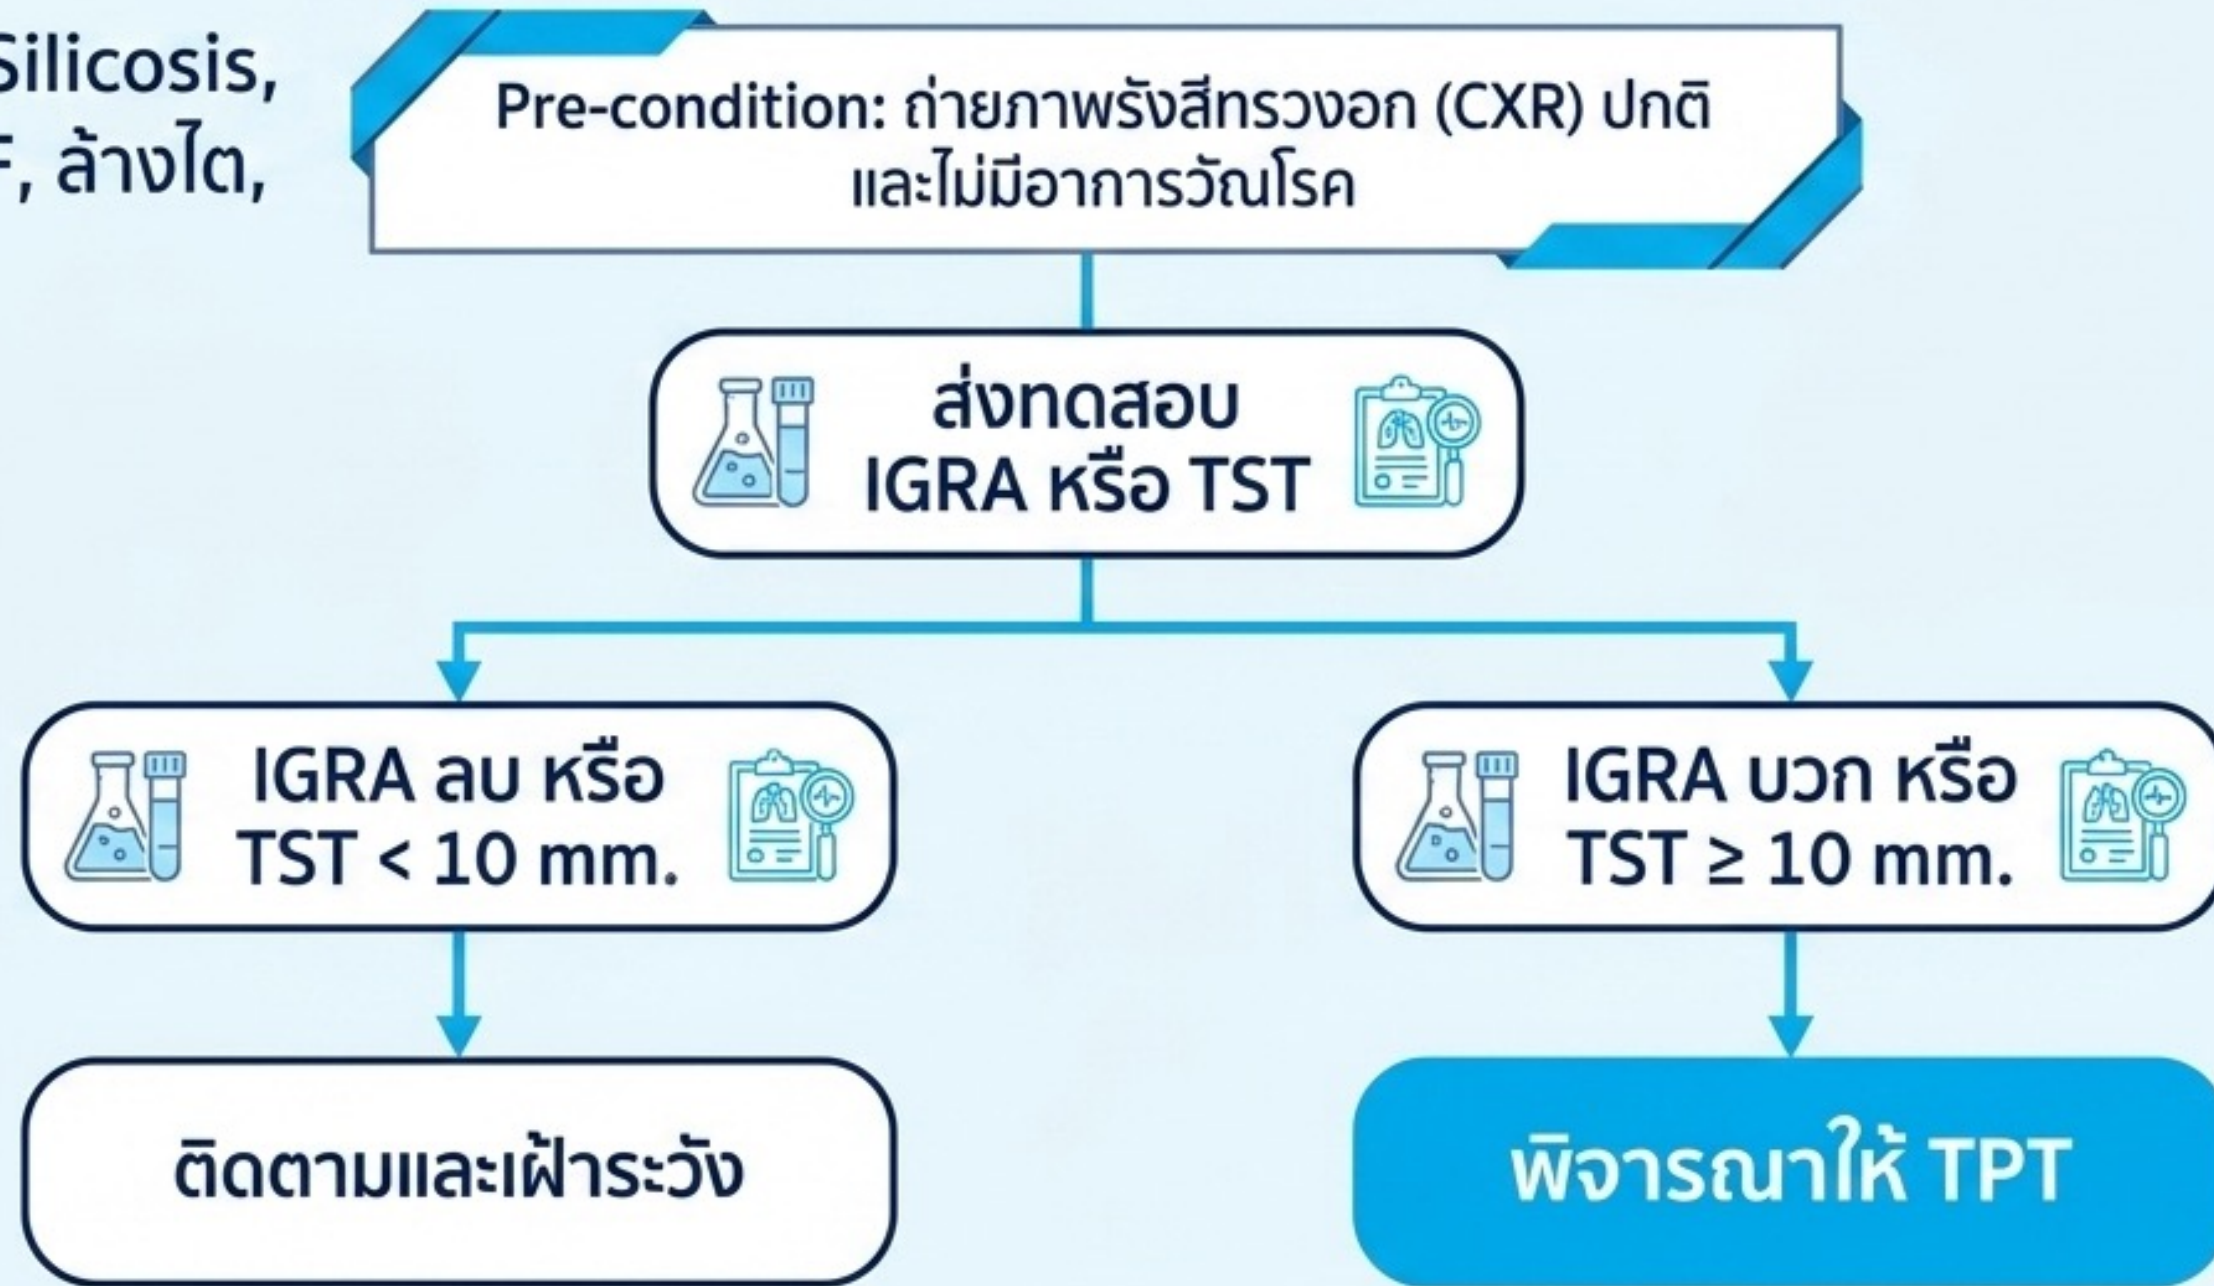 Silicosis,
F, ล้างไต,
Pre-condition: ถ่ายภาพรังสีทรวงอก (CXR) ปกติ
และไม่มีอาการวัณโรค
ส่งทดสอบ
IGRA หรือ TST
IGRA ลบ หรือ
TST < 10 mm.
IGRA บวก หรือ
TST ≥ 10 mm.
ติดตามและเฝ้าระวัง
พิจารณาให้ TPT